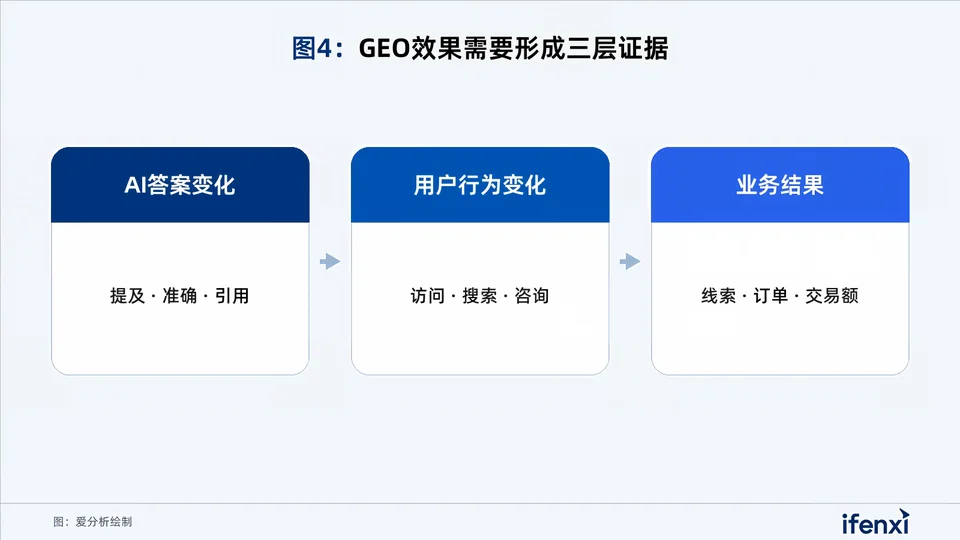 图4：GEO效果需要形成三层证据
AI答案变化
提及·准确·引用
用户行为变化
访问·搜索·咨询
业务结果
线索·订单·交易额
图：爱分析绘制
ifenxi